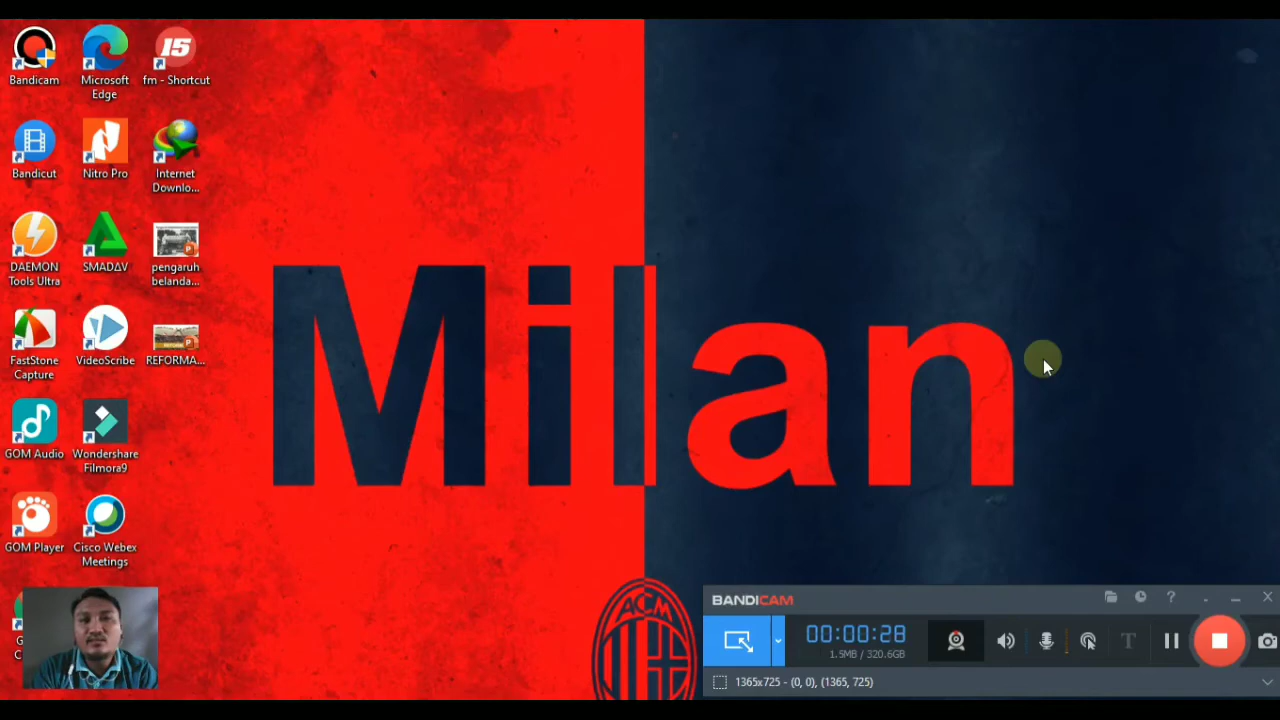 Bandicam
Microsoft
Edge
15
fm - Shortcut
Bandicut
Nitro Pro
Internet
Downlo...
DAEMON
Tools Ultra
SMADΔV
pengaruh
belanda...
FastStone
Capture
VideoScribe
REFORMA...
GOM Audio
Wondershare
Filmora9
GOM Player
Cisco Webex
Meetings
Milan
ACM
BANDICAM
?
00:00:28
1.5MB / 320.6GB
T
1365x725 - (0, 0), (1365, 725)